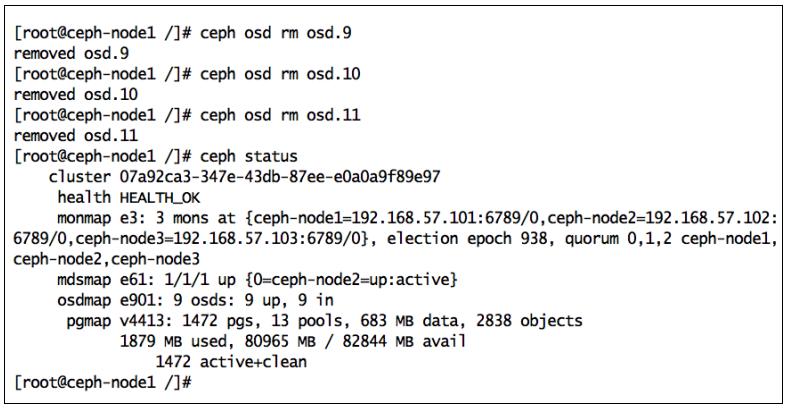 [root@ceph-node1 /]# ceph osd rm osd.9
removed osd.9
[root@ceph-node1 /]# ceph osd rm osd.10
removed osd.10
[root@ceph-node1 /]# ceph osd rm osd.11
removed osd.11
[root@ceph-node1 /]# ceph status
    cluster 07a92ca3-347e-43db-87ee-e0a0a9f89e97
     health HEALTH_OK
     monmap e3: 3 mons at {ceph-node1=192.168.57.101:6789/0,ceph-node2=192.168.57.102:
6789/0,ceph-node3=192.168.57.103:6789/0}, election epoch 938, quorum 0,1,2 ceph-node1,
ceph-node2,ceph-node3
     mdsmap e61: 1/1/1 up {0=ceph-node2=up:active}
     osdmap e901: 9 osds: 9 up, 9 in
      pgmap v4413: 1472 pgs, 13 pools, 683 MB data, 2838 objects
            1879 MB used, 80965 MB / 82844 MB avail
                1472 active+clean
[root@ceph-node1 /]#